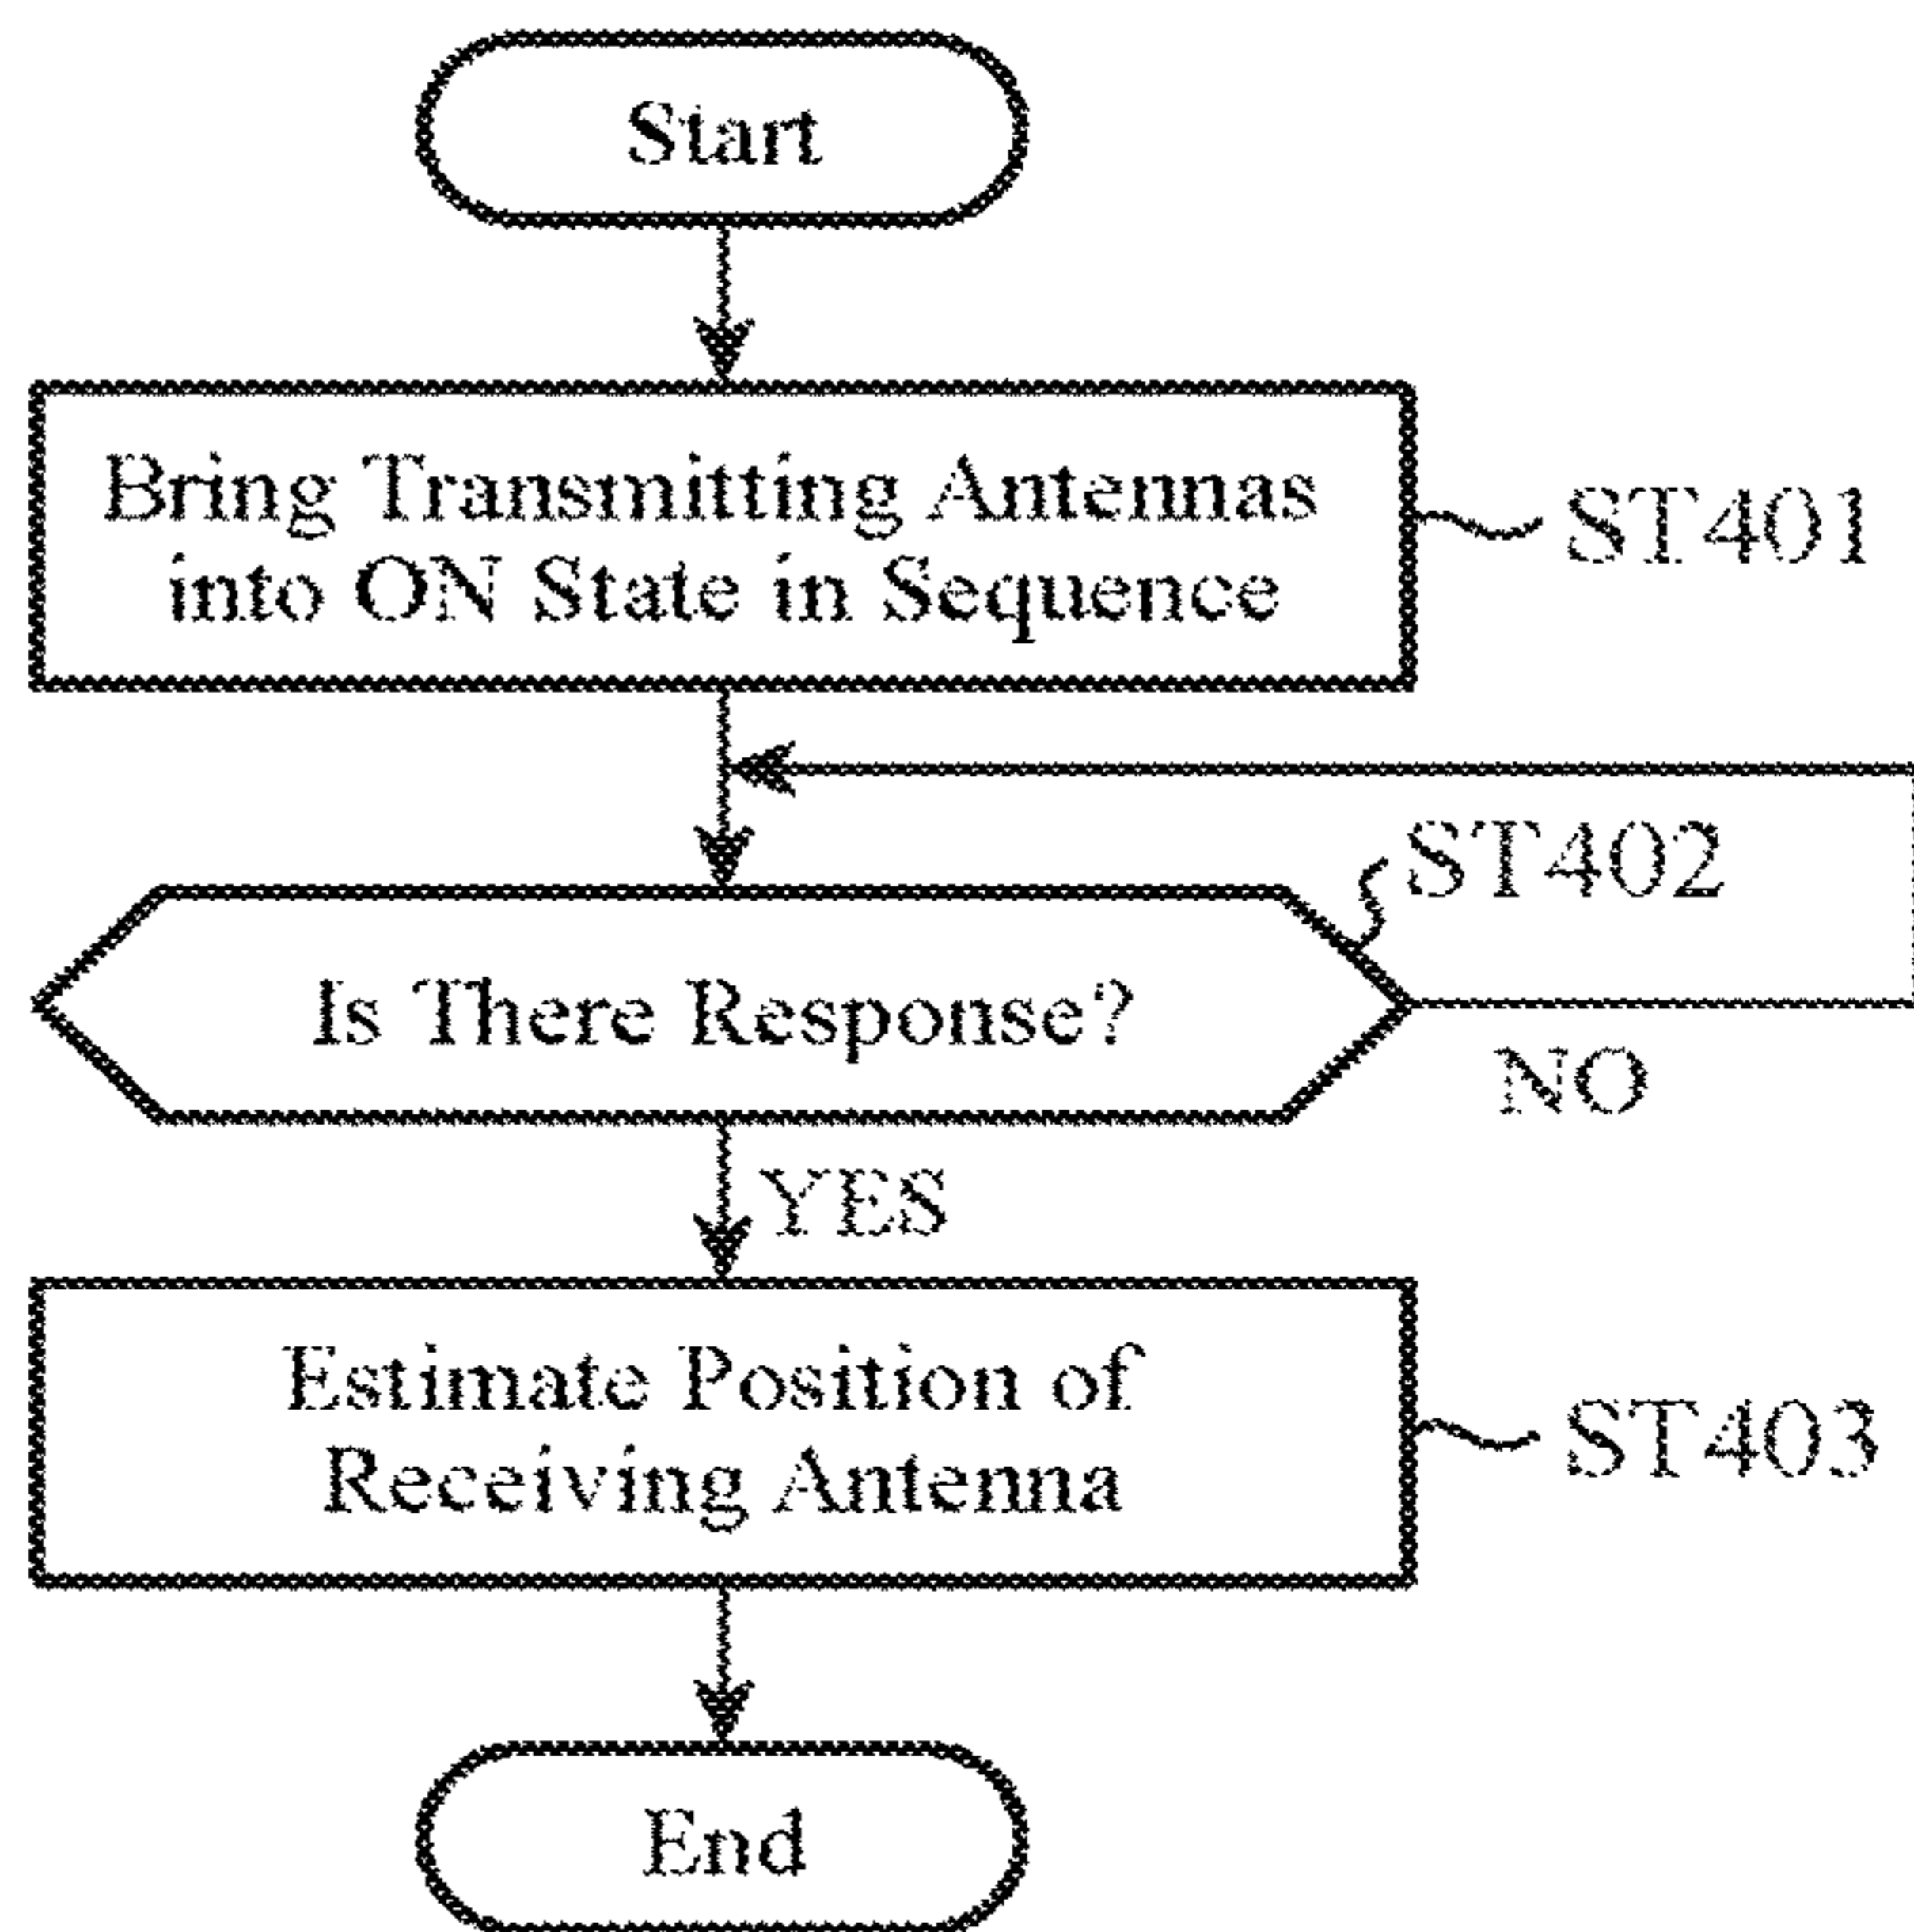 Start
Bring Transmitting Antennas
into ON State in Sequence
ST401
ST402
Is There Response?
NO
YES
Estimate Position of
Receiving Antenna
ST403
End